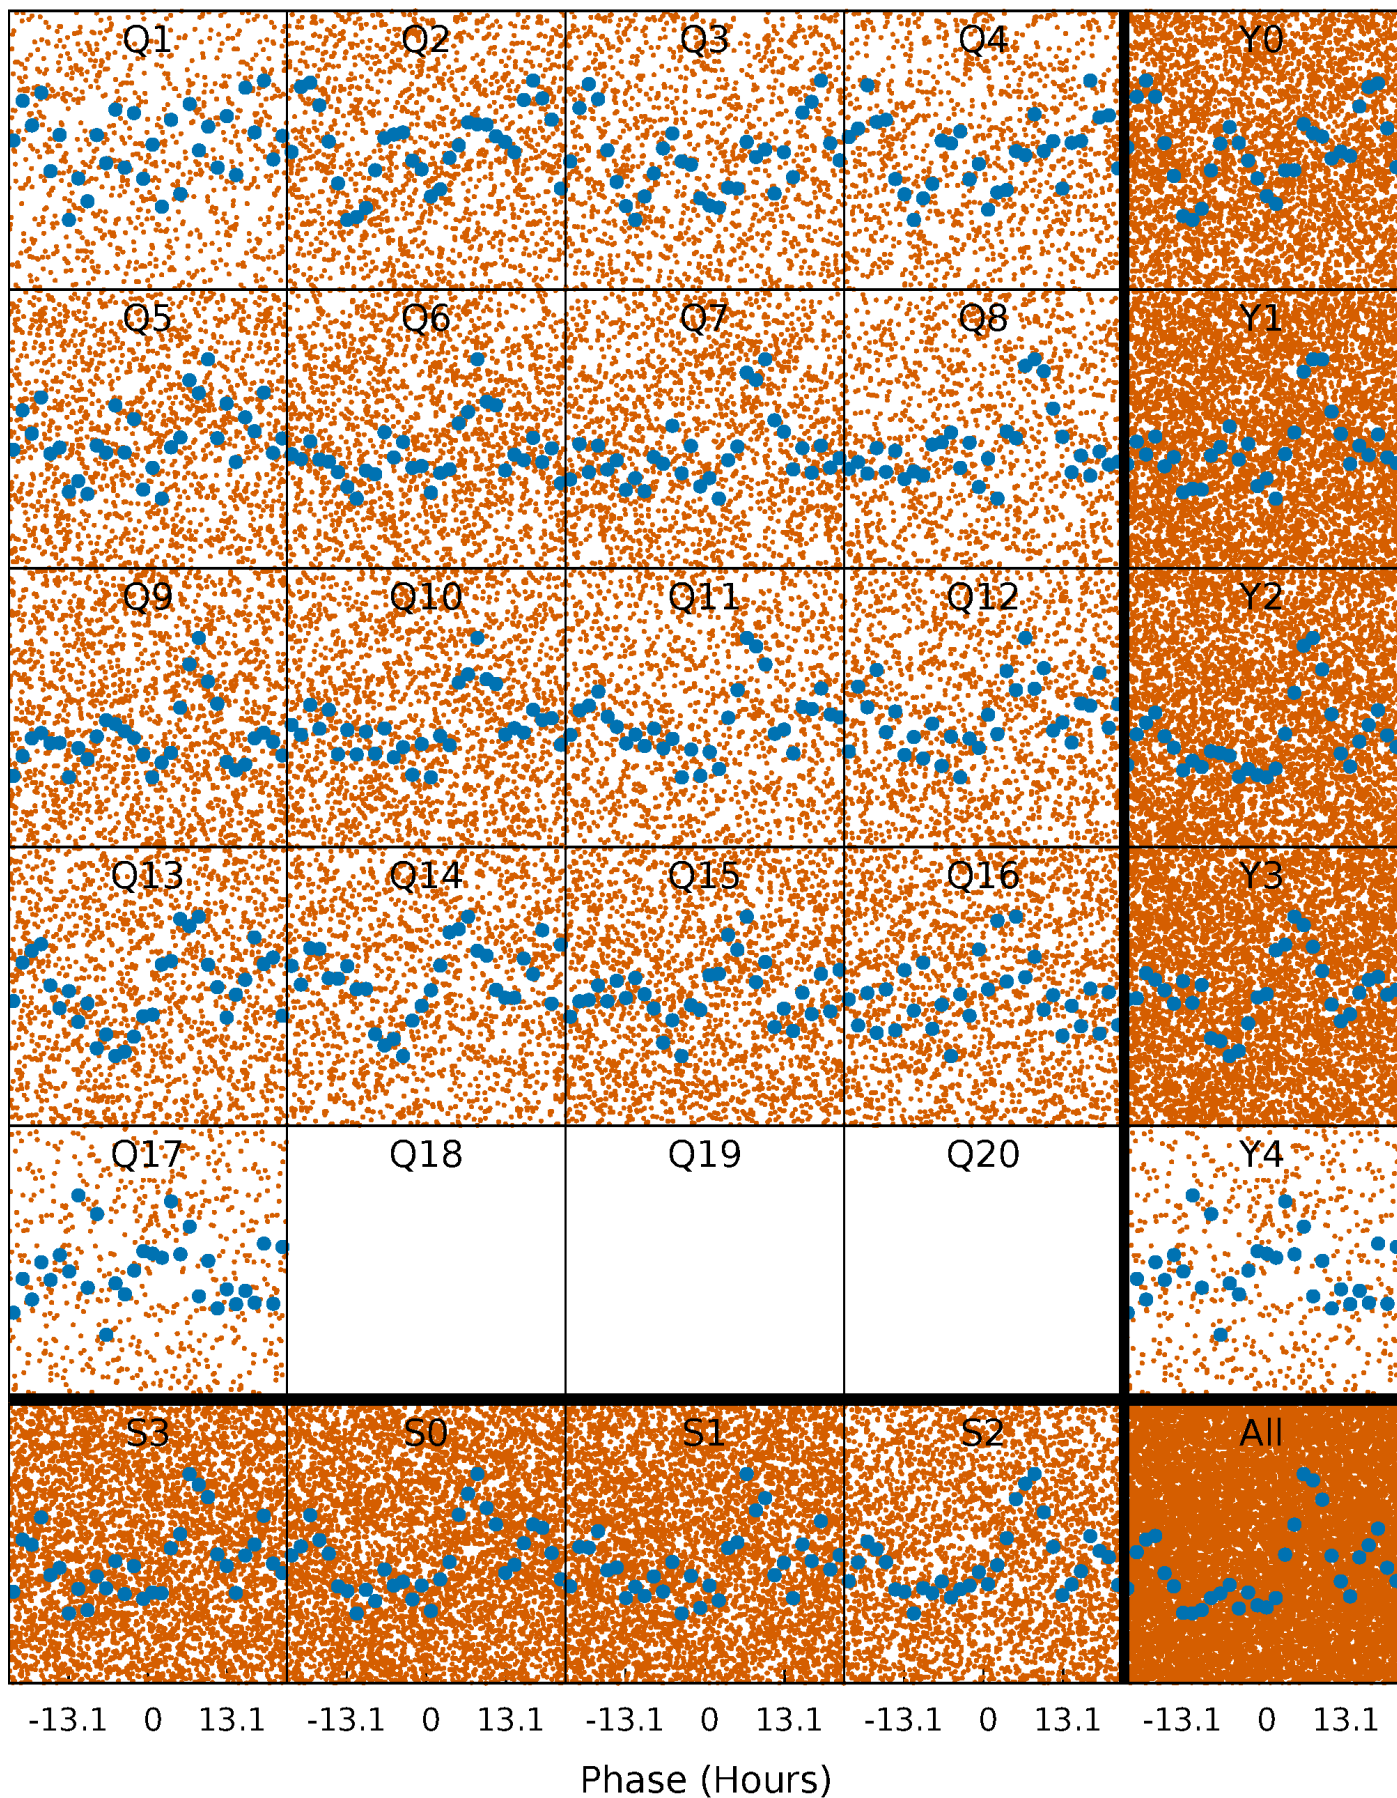 Q1 Q2 Q3 Q4 Y0
Q5 Q6 Q7 Q8 Y1
Q9 Q10 Q11 Q12 Y2
Q13 Q14 Q15 Q16 Y3
Q17 Q18 Q19 Q20 Y4
S3 S0 S1 S2 All
-13.1 0 13.1 -13.1 0 13.1 -13.1 0 13.1 -13.1 0 13.1 -13.1 0 13.1
Phase (Hours)